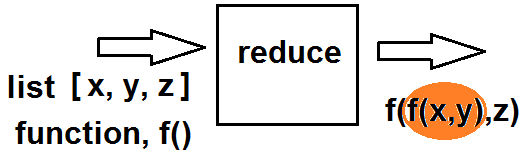 reduce
list [x, y, z]
function, f()
f(f(x,y),z)